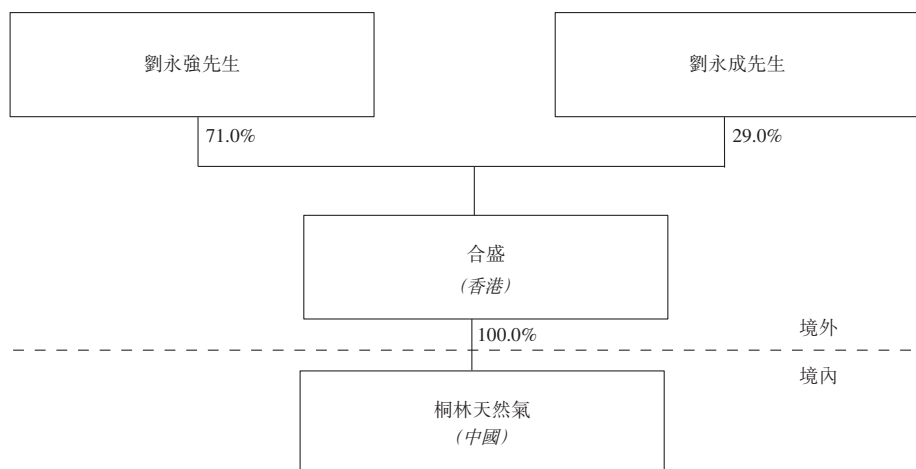 劉永強先生
劉永成先生
71.0%
29.0%
合盛
（香港）
100.0%
境外
境內
桐林天然氣
（中國）